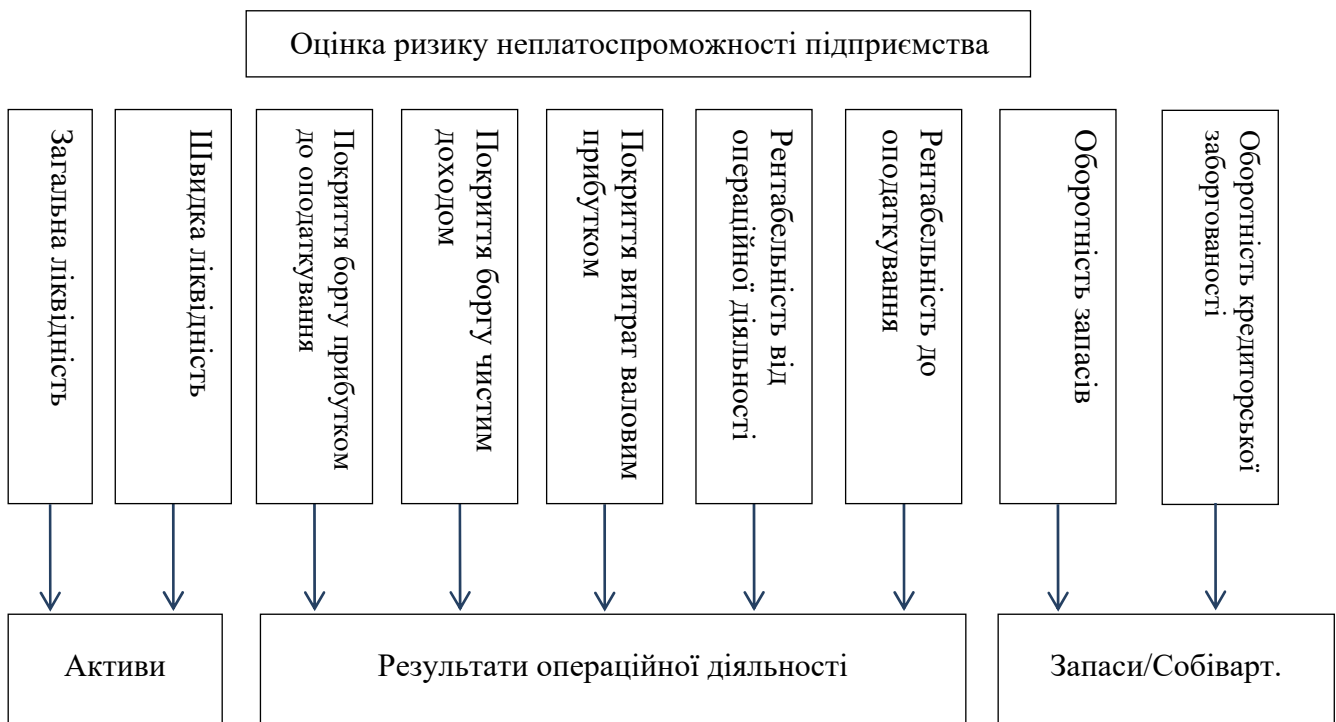 Оцінка ризику неплатоспроможності підприємства
Загальна ліквідність
Швидка ліквідність
Покриття боргу прибутком
до оподаткування
Покриття боргу чистим
доходом
Покриття витрат валовим
прибутком
Рентабельність від
операційної діяльності
Рентабельність до
оподаткування
Оборотність запасів
Оборотність кредиторської
заборгованості
Активи
Результати операційної діяльності
Запаси/Собіварт.